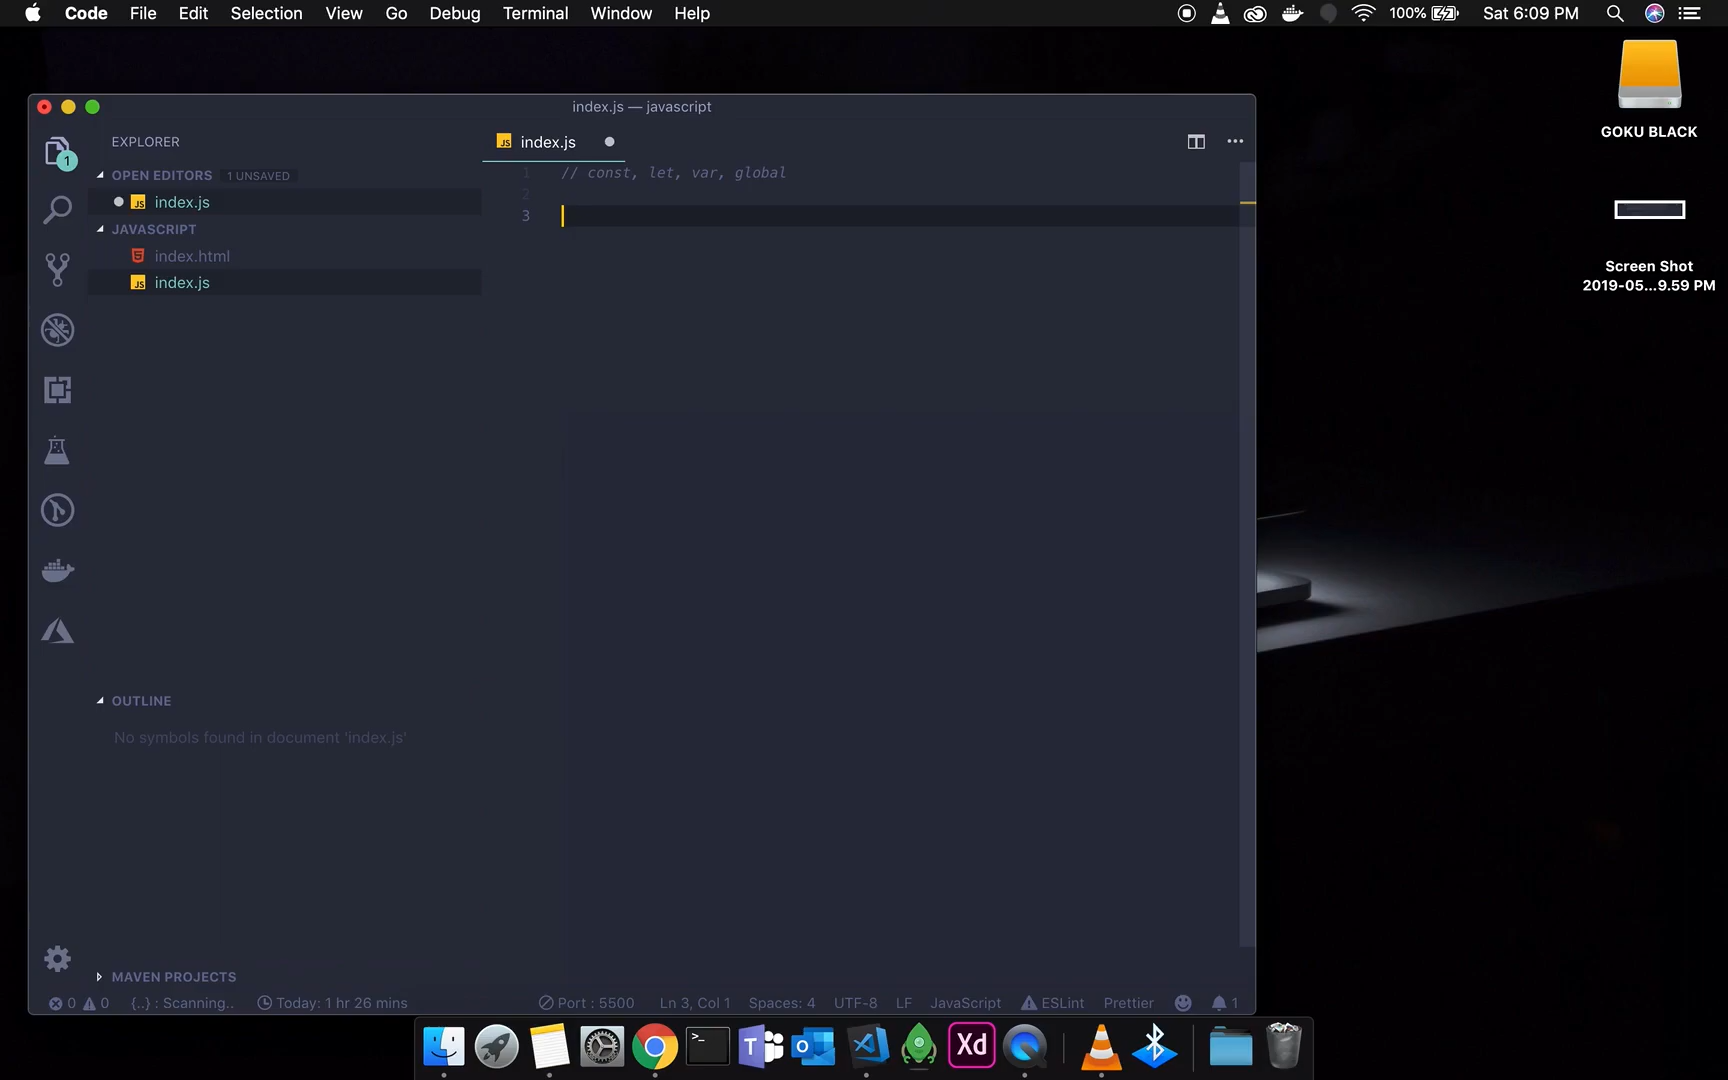 Code File Edit Selection View Go Debug Terminal Window Help 100% Sat 6:09 PM
GOKU BLACK
Screen Shot
2019-05...9.59 PM
index.js — javascript
EXPLORER
1
OPEN EDITORS 1 UNSAVED
index.js
JAVASCRIPT
index.html
index.js
index.js
1 // const, let, var, global
2
3
OUTLINE
No symbols found in document 'index.js'
MAVEN PROJECTS
0 0 {..} : Scanning.. Today: 1 hr 26 mins Port : 5500 Ln 3, Col 1 Spaces: 4 UTF-8 LF JavaScript ESLint Prettier 1
>_ T o Xd